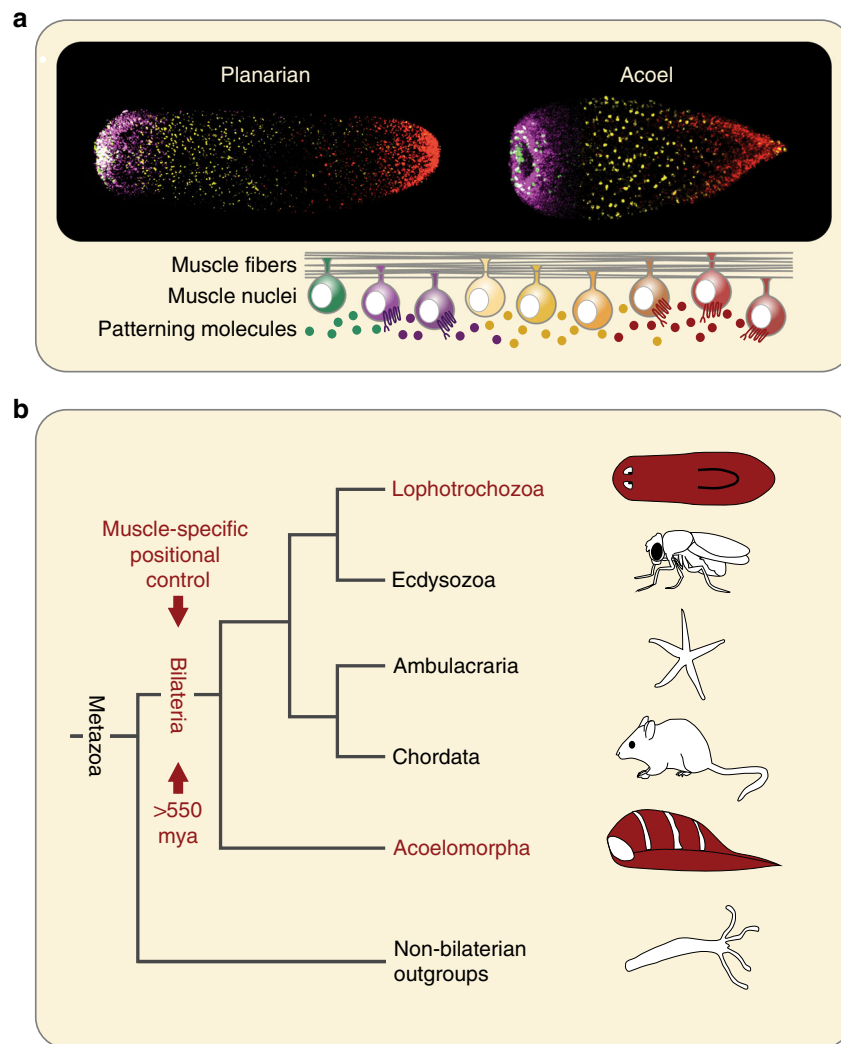 a
Planarian
Acoel
Muscle fibers
Muscle nuclei
Patterning molecules
b
Lophotrochozoa
Muscle-specific
positional
control
Ecdysozoa
Bilateria
Ambulacraria
Metazoa
Chordata
>550
mya
Acoelomorpha
Non-bilaterian
outgroups